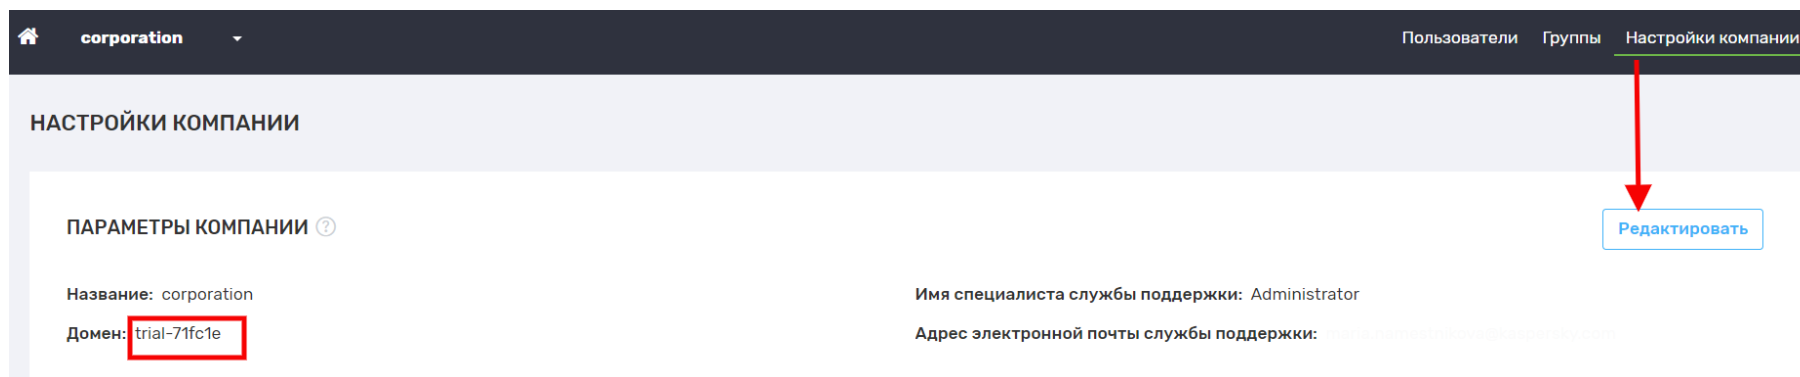 corporation Пользователи Группы Настройки компании
НАСТРОЙКИ КОМПАНИИ
ПАРАМЕТРЫ КОМПАНИИ ? Редактировать
Название: corporation Имя специалиста службы поддержки: Administrator
Домен: trial-71fc1e Адрес электронной почты службы поддержки: